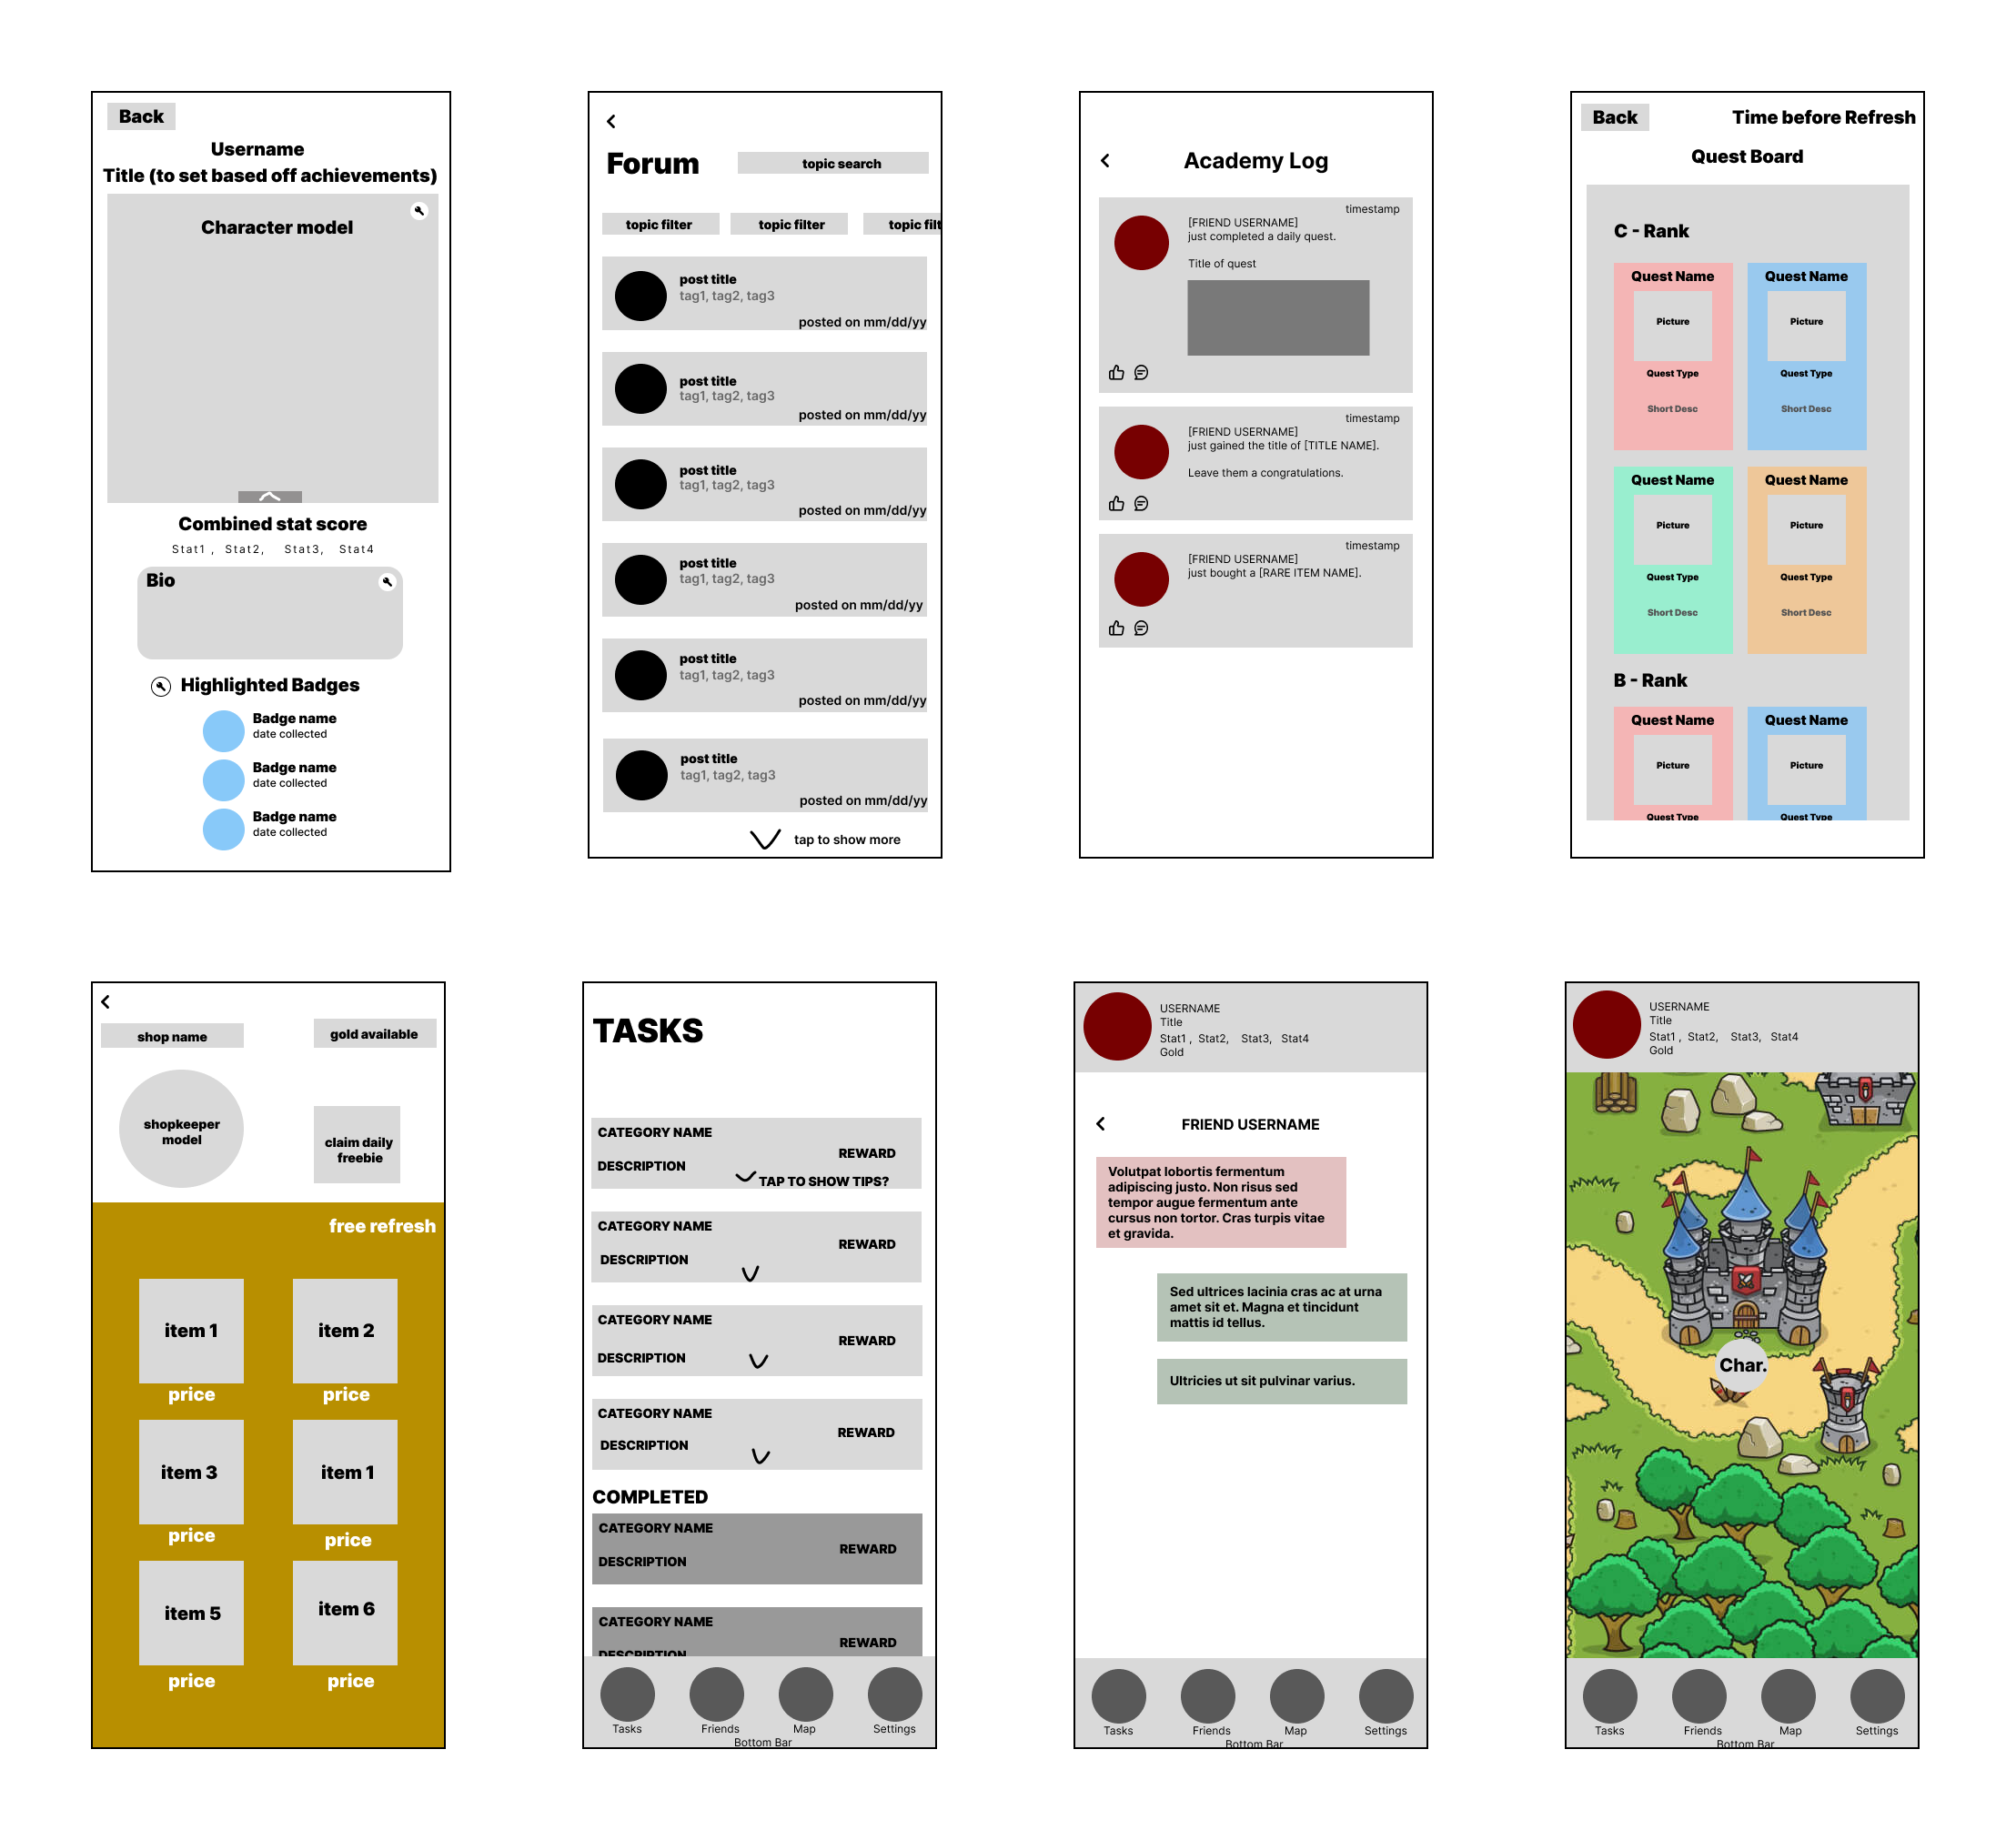 Back
Username
Title (to set based off achievements)
Character model
Combined stat score
Stat1 , Stat2, Stat3, Stat4
Bio
Highlighted Badges
Badge name
date collected
Badge name
date collected
Badge name
date collected
Forum
topic search
topic filter
topic filter
topic filt
post title
tag1, tag2, tag3
posted on mm/dd/yy
post title
tag1, tag2, tag3
posted on mm/dd/yy
post title
tag1, tag2, tag3
posted on mm/dd/yy
post title
tag1, tag2, tag3
posted on mm/dd/yy
post title
tag1, tag2, tag3
posted on mm/dd/yy
post title
tag1, tag2, tag3
posted on mm/dd/yy
tap to show more
Academy Log
timestamp
[FRIEND USERNAME]
just completed a daily quest.
Title of quest
timestamp
[FRIEND USERNAME]
just gained the title of [TITLE NAME].
Leave them a congratulations.
timestamp
[FRIEND USERNAME]
just bought a [RARE ITEM NAME].
Back
Time before Refresh
Quest Board
C - Rank
Quest Name
Picture
Quest Type
Short Desc
Quest Name
Picture
Quest Type
Short Desc
Quest Name
Picture
Quest Type
Short Desc
Quest Name
Picture
Quest Type
Short Desc
B - Rank
Quest Name
Picture
Quest Type
Quest Name
Picture
Quest Type
shop name
gold available
shopkeeper
model
claim daily
freebie
free refresh
item 1
price
item 2
price
item 3
price
item 1
price
item 5
price
item 6
price
TASKS
CATEGORY NAME
REWARD
DESCRIPTION
TAP TO SHOW TIPS?
CATEGORY NAME
REWARD
DESCRIPTION
CATEGORY NAME
REWARD
DESCRIPTION
CATEGORY NAME
REWARD
DESCRIPTION
COMPLETED
CATEGORY NAME
REWARD
DESCRIPTION
CATEGORY NAME
REWARD
DESCRIPTION
Tasks
Friends
Map
Settings
Bottom Bar
USERNAME
Title
Stat1 , Stat2, Stat3, Stat4
Gold
FRIEND USERNAME
Volutpat lobortis fermentum
adipiscing justo. Non risus sed
tempor augue fermentum ante
cursus non tortor. Cras turpis vitae
et gravida.
Sed ultrices lacinia cras ac at urna
amet sit et. Magna et tincidunt
mattis id tellus.
Ultricies ut sit pulvinar varius.
Tasks
Friends
Map
Settings
Bottom Bar
USERNAME
Title
Stat1 , Stat2, Stat3, Stat4
Gold
Char.
Tasks
Friends
Map
Settings
Bottom Bar